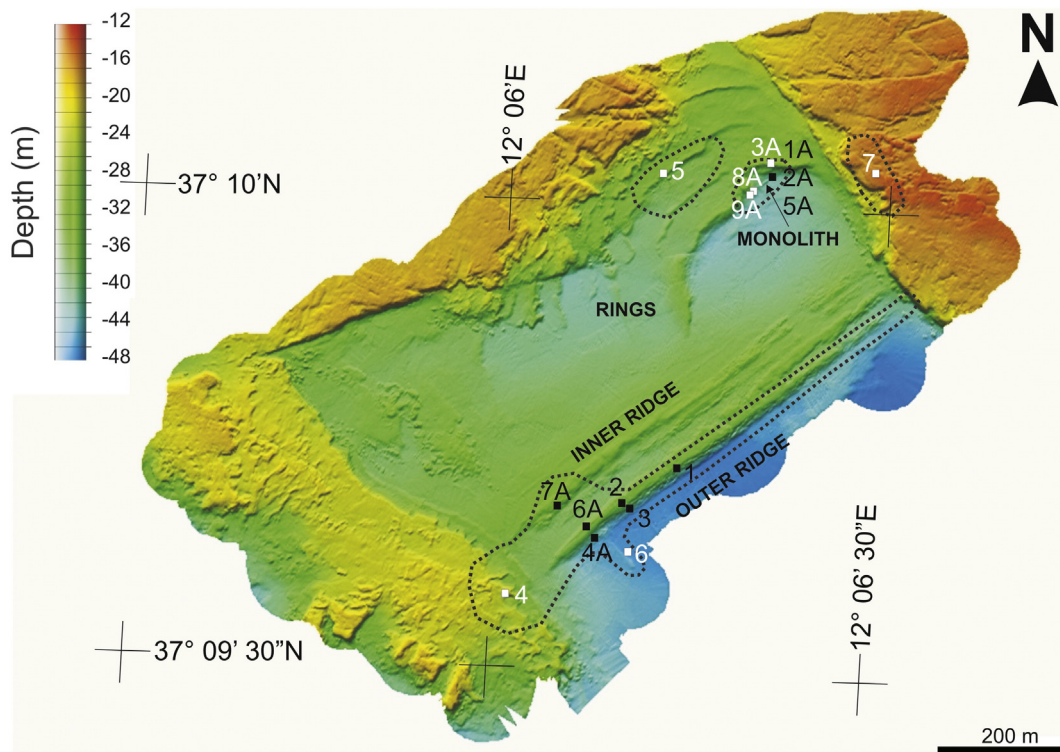 -12
-16
-20
-24
-28
-32
-36
-40
-44
-48
Depth (m)
N
12° 06'E
37° 10'N
5
3A 1A
8A 2A
9A 5A
7
MONOLITH
RINGS
INNER RIDGE
OUTER RIDGE
1
2
3
7A
6A
4A
6
4
12° 06' 30"E
37° 09' 30"N
200 m